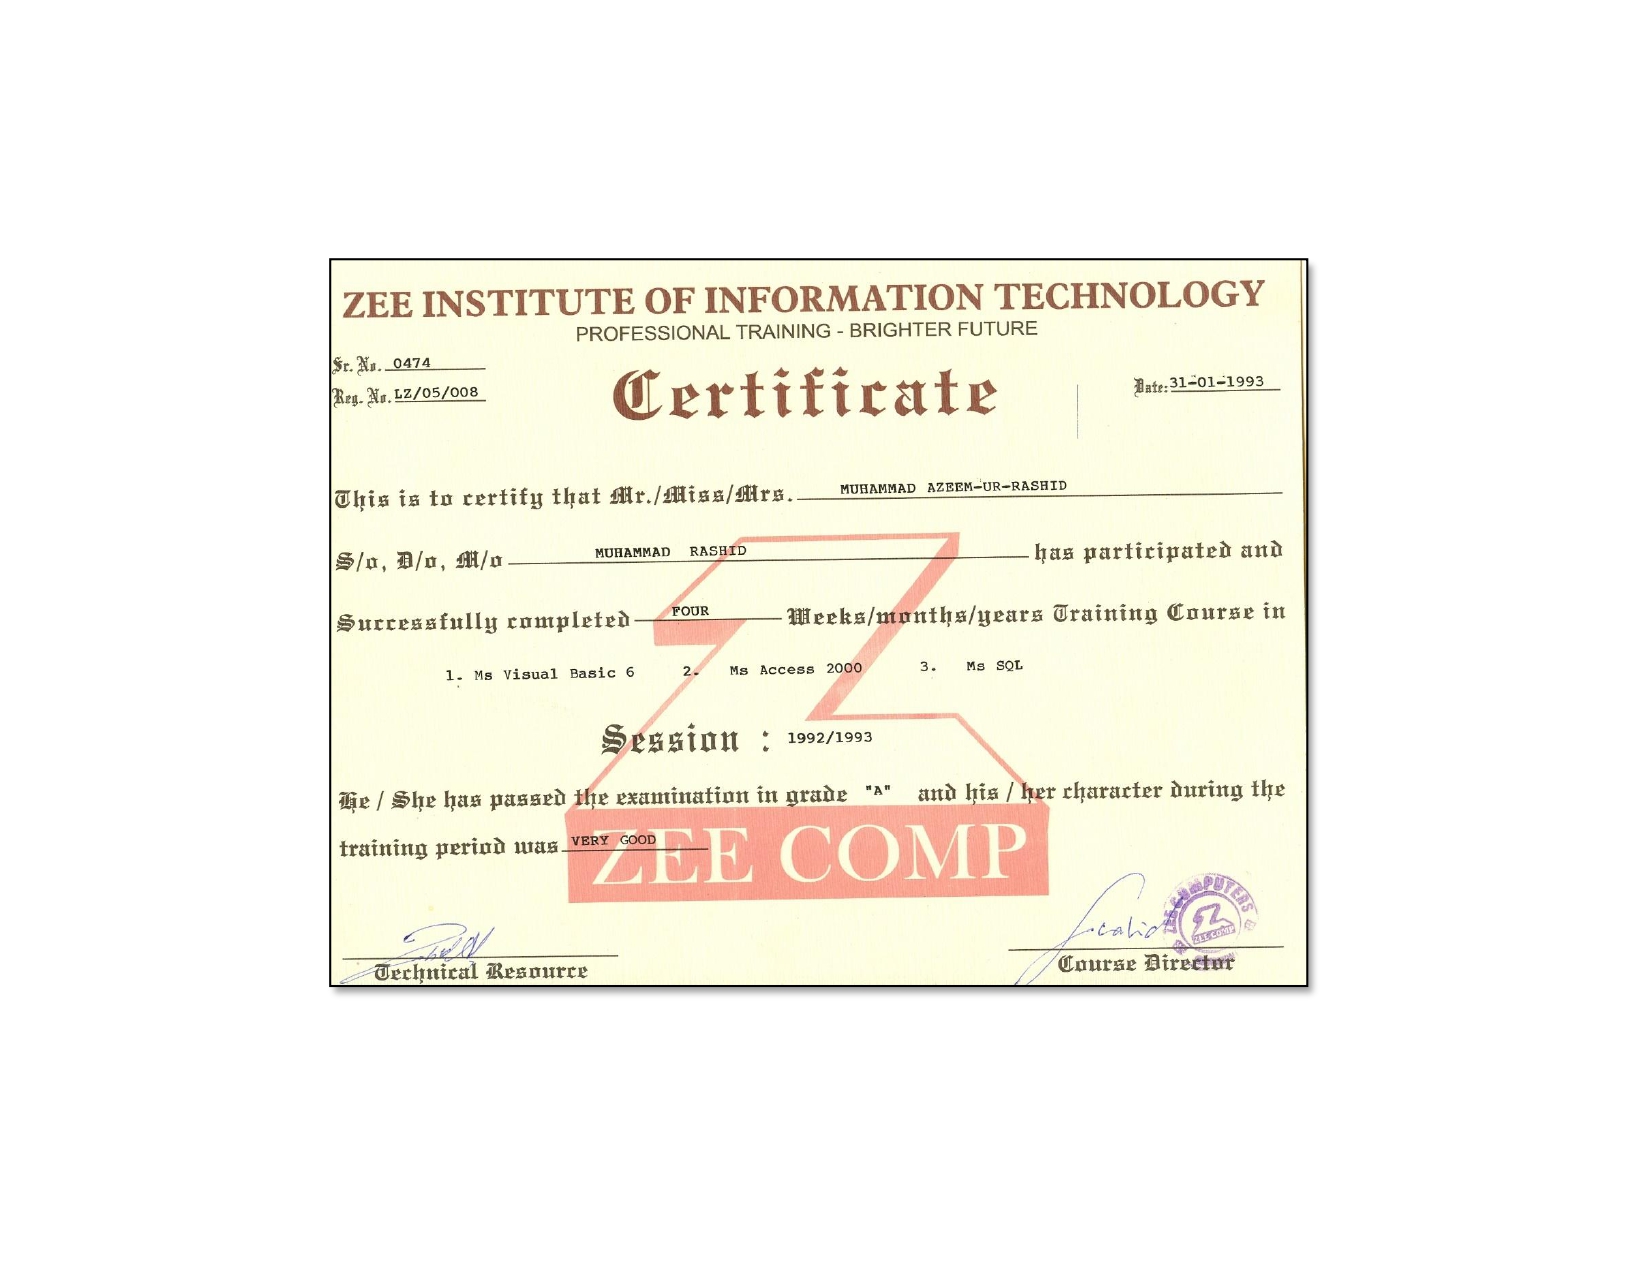 ZEE INSTITUTE OF INFORMATION TECHNOLOGY
PROFESSIONAL TRAINING - BRIGHTER FUTURE
Sr. No. 0474
Reg. No. LZ/05/008
Certificate
Date: 31-01-1993
This is to certify that Mr./Miss/Mrs. MUHAMMAD AZEEM-UR-RASHID
S/o, D/o, W/o MUHAMMAD RASHID has participated and
Successfully completed FOUR Weeks/months/years Training Course in
1. Ms Visual Basic 6 2. Ms Access 2000 3. Ms SQL
Session : 1992/1993
He / She has passed the examination in grade "A" and his / her character during the
training period was VERY GOOD
ZEE COMP
ZEE COMPUTERS
ZEE COMP
Technical Resource
Course Director